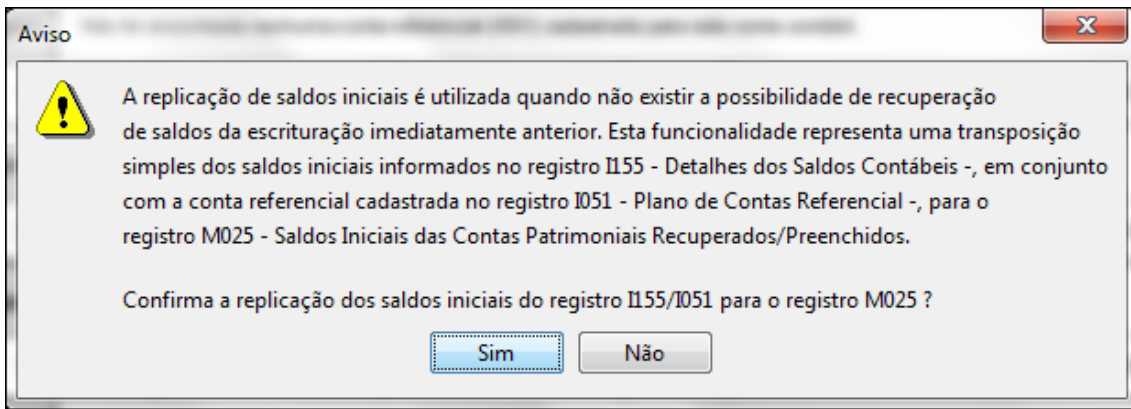 Aviso
A replicação de saldos iniciais é utilizada quando não existir a possibilidade de recuperação
de saldos da escrituração imediatamente anterior. Esta funcionalidade representa uma transposição
simples dos saldos iniciais informados no registro I155 - Detalhes dos Saldos Contábeis -, em conjunto
com a conta referencial cadastrada no registro I051 - Plano de Contas Referencial -, para o
registro M025 - Saldos Iniciais das Contas Patrimoniais Recuperados/Preenchidos.
Confirma a replicação dos saldos iniciais do registro I155/I051 para o registro M025 ?
Sim Não